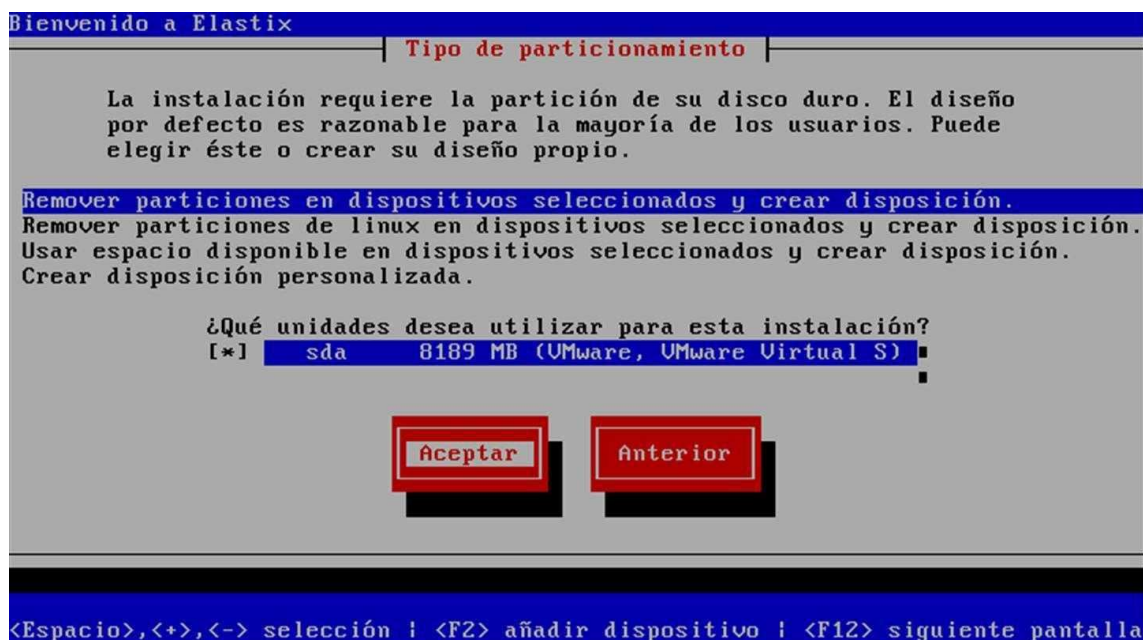 Bienvenido a Elastix
Tipo de particionamiento
La instalación requiere la partición de su disco duro. El diseño
por defecto es razonable para la mayoría de los usuarios. Puede
elegir éste o crear su diseño propio.
Remover particiones en dispositivos seleccionados y crear disposición.
Remover particiones de linux en dispositivos seleccionados y crear disposición.
Usar espacio disponible en dispositivos seleccionados y crear disposición.
Crear disposición personalizada.
¿Qué unidades desea utilizar para esta instalación?
[*] sda 8189 MB (VMware, VMware Virtual S)
Aceptar Anterior
<Espacio>,<+>,<-> selección | <F2> añadir dispositivo | <F12> siguiente pantalla